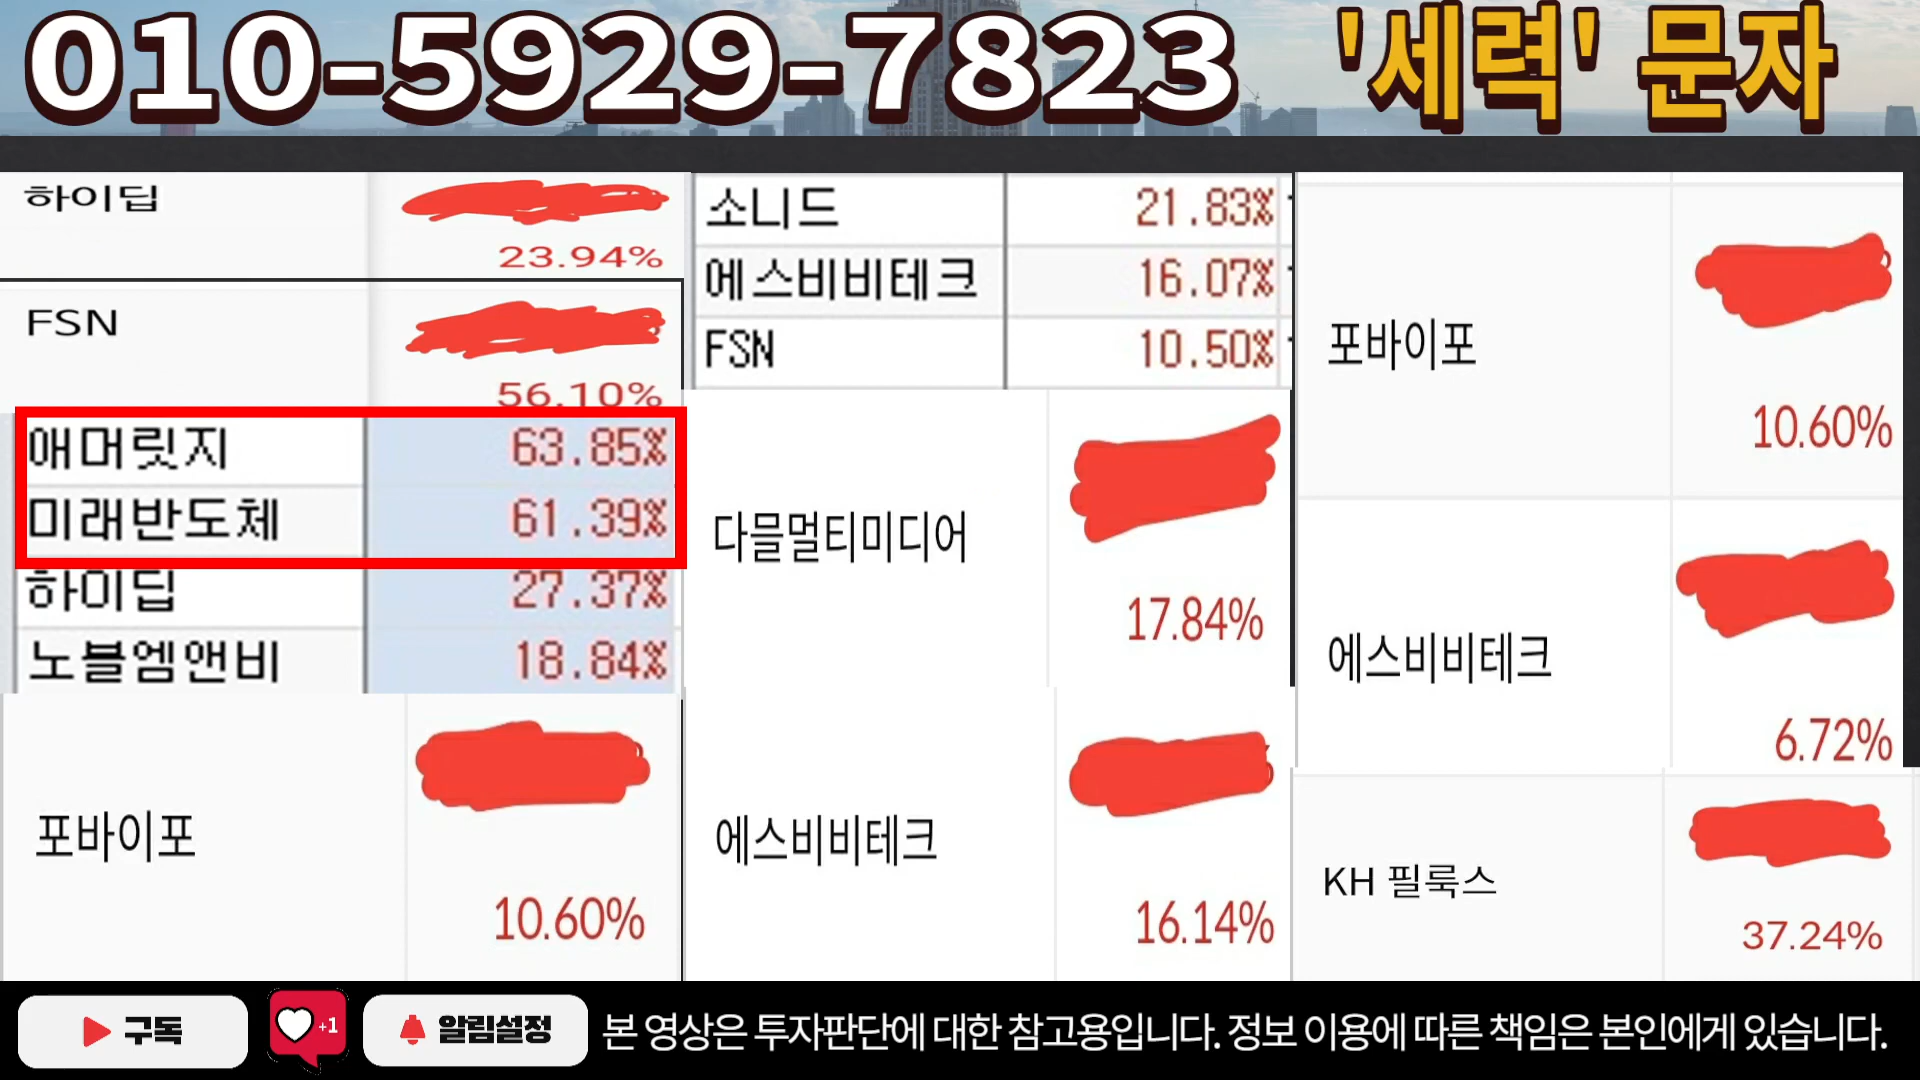 010-5929-7823 '세력' 문자
하이딥
23.94%
FSN
56.10%
애머릿지 63.85%
미래반도체 61.39%
하이딥 27.37%
노블엠앤비 18.84%
포바이포
10.60%
소니드 21.83%
에스비비테크 16.07%
FSN 10.50%
다믈멀티미디어
17.84%
에스비비테크
16.14%
포바이포
10.60%
에스비비테크
6.72%
KH 필룩스
37.24%
구독 +1 알림설정 본 영상은 투자판단에 대한 참고용입니다. 정보 이용에 따른 책임은 본인에게 있습니다.